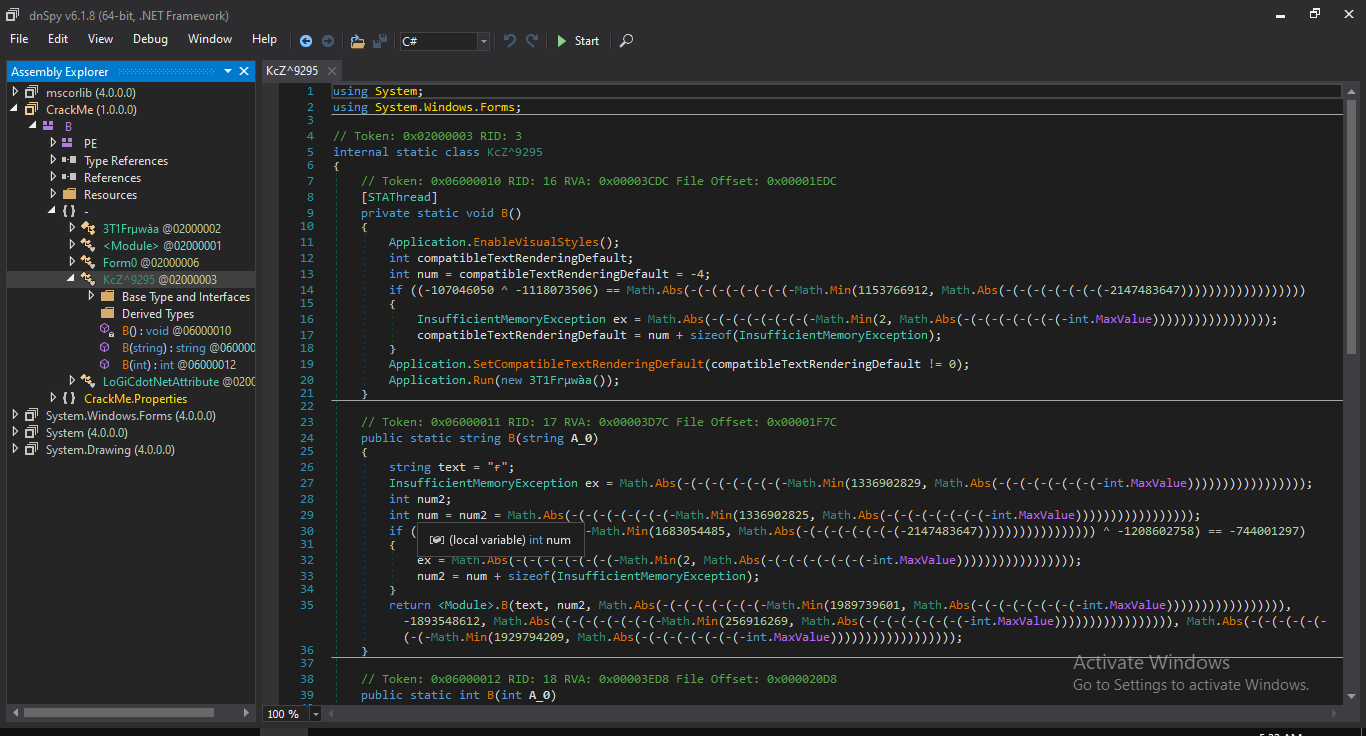 dnSpy v6.1.8 (64-bit, .NET Framework)
File Edit View Debug Window Help C# Start
Assembly Explorer
mscorlib (4.0.0.0)
CrackMe (1.0.0.0)
B
PE
Type References
References
Resources
{ } -
3T1Frµwàa @02000002
<Module> @02000001
Form0 @02000006
KcZ^9295 @02000003
Base Type and Interfaces
Derived Types
B() : void @06000010
B(string) : string @060000
B(int) : int @06000012
LoGiCdotNetAttribute @0200
{ } CrackMe.Properties
System.Windows.Forms (4.0.0.0)
System (4.0.0.0)
System.Drawing (4.0.0.0)
KcZ^9295
1 using System;
2 using System.Windows.Forms;
3
4 // Token: 0x02000003 RID: 3
5 internal static class KcZ^9295
6 {
7 // Token: 0x06000010 RID: 16 RVA: 0x00003CDC File Offset: 0x00001EDC
8 [STAThread]
9 private static void B()
10 {
11 Application.EnableVisualStyles();
12 int compatibleTextRenderingDefault;
13 int num = compatibleTextRenderingDefault = -4;
14 if ((-107046050 ^ -1118073506) == Math.Abs(-(-(-(-(-(-(-(-Math.Min(1153766912, Math.Abs(-(-(-(-(-(-(-2147483647)))))))))))))))))
15 {
16 InsufficientMemoryException ex = Math.Abs(-(-(-(-(-(-(-(-Math.Min(2, Math.Abs(-(-(-(-(-(-(-int.MaxValue)))))))))))))))));
17 compatibleTextRenderingDefault = num + sizeof(InsufficientMemoryException);
18 }
19 Application.SetCompatibleTextRenderingDefault(compatibleTextRenderingDefault != 0);
20 Application.Run(new 3T1Frµwàa());
21 }
22
23 // Token: 0x06000011 RID: 17 RVA: 0x00003D7C File Offset: 0x00001F7C
24 public static string B(string A_0)
25 {
26 string text = "ғ";
27 InsufficientMemoryException ex = Math.Abs(-(-(-(-(-(-(-(-Math.Min(1336902829, Math.Abs(-(-(-(-(-(-(-int.MaxValue)))))))))))))))));
28 int num2;
29 int num = num2 = Math.Abs(-(-(-(-(-(-(-(-Math.Min(1336902825, Math.Abs(-(-(-(-(-(-(-int.MaxValue)))))))))))))))));
30 if ( -Math.Min(1683054485, Math.Abs(-(-(-(-(-(-(-2147483647)))))))))))))))) ^ -1208602758) == -744001297)
31 {
(local variable) int num
32 ex = Math.Abs(-(-(-(-(-(-(-(-Math.Min(2, Math.Abs(-(-(-(-(-(-(-int.MaxValue)))))))))))))))));
33 num2 = num + sizeof(InsufficientMemoryException);
34 }
35 return <Module>.B(text, num2, Math.Abs(-(-(-(-(-(-(-(-Math.Min(1989739601, Math.Abs(-(-(-(-(-(-(-int.MaxValue)))))))))))))))),
-1893548612, Math.Abs(-(-(-(-(-(-(-(-Math.Min(256916269, Math.Abs(-(-(-(-(-(-(-int.MaxValue)))))))))))))))), Math.Abs(-(-(-(-(-(-
(-(-Math.Min(1929794209, Math.Abs(-(-(-(-(-(-(-int.MaxValue))))))))))))))))));
36 }
37
38 // Token: 0x06000012 RID: 18 RVA: 0x00003ED8 File Offset: 0x000020D8
39 public static int B(int A_0)
Activate Windows
Go to Settings to activate Windows.
100 %